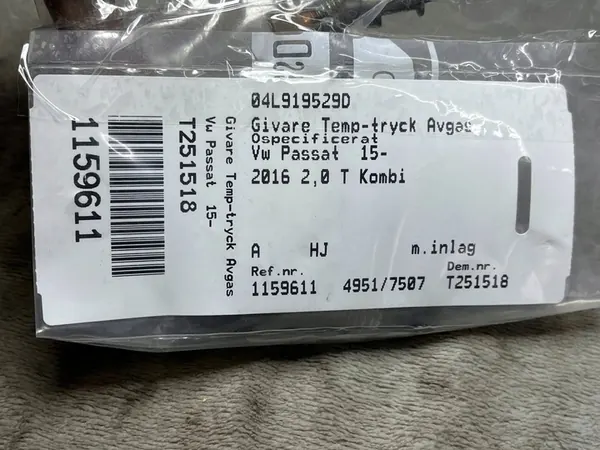 04L919529D
Givare Temp-tryck Avgas
Ospecificerat
Vw Passat 15-
2016 2,0 T Kombi
A HJ m.inlag
Ref.nr. Dem.nr.
1159611 4951/7507 T251518
1159611
T251518
Vw Passat 15-
Givare Temp-tryck Avgas